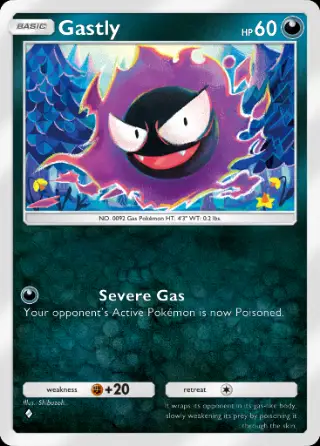 BASIC Gastly HP 60
NO. 0092 Gas Pokémon HT: 4'3" WT: 0.2 lbs.
Severe Gas
Your opponent's Active Pokémon is now Poisoned.
weakness +20 retreat
Illus. Shibuzoh.
It wraps its opponent in its gas-like body,
slowly weakening its prey by poisoning it
through the skin.